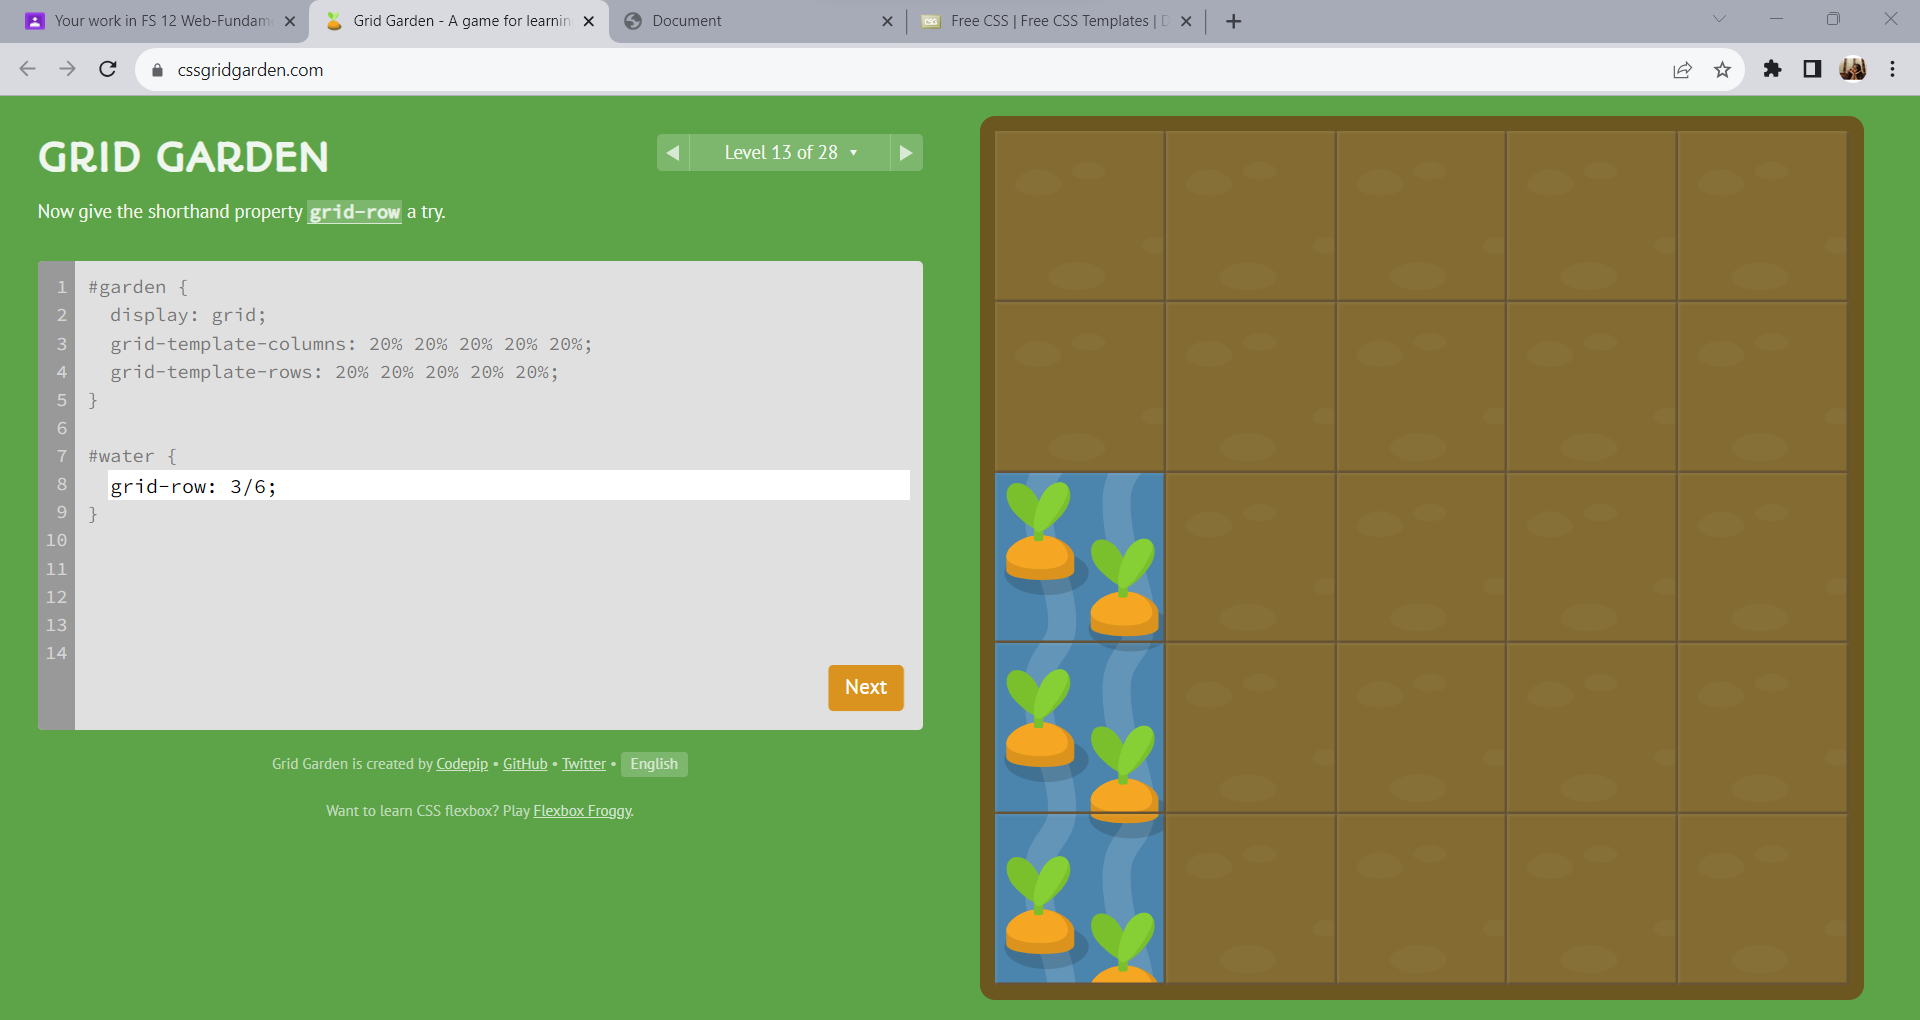 Your work in FS 12 Web-Fundam
Grid Garden - A game for learnin
Document
Free CSS | Free CSS Templates | D
cssgridgarden.com
GRID GARDEN
Level 13 of 28
Now give the shorthand property grid-row a try.
1 #garden {
2 display: grid;
3 grid-template-columns: 20% 20% 20% 20% 20%;
4 grid-template-rows: 20% 20% 20% 20% 20%;
5 }
6
7 #water {
8 grid-row: 3/6;
9 }
10
11
12
13
14
Next
Grid Garden is created by Codepip • GitHub • Twitter • English
Want to learn CSS flexbox? Play Flexbox Froggy.